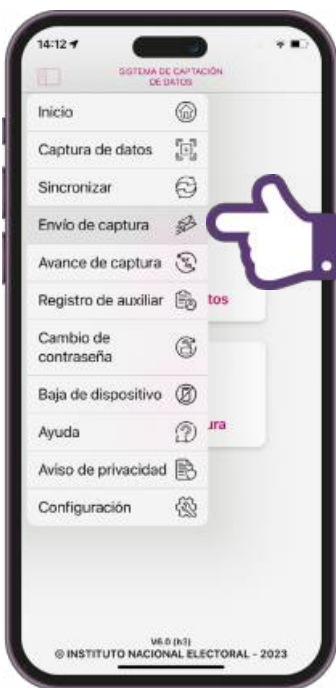 14:12
SISTEMA DE CAPTACIÓN
DE DATOS
Inicio
Captura de datos
Sincronizar
Envío de captura
Avance de captura
Registro de auxiliar
tos
Cambio de
contraseña
Baja de dispositivo
Ayuda
ura
Aviso de privacidad
Configuración
V6.0 (h3)
© INSTITUTO NACIONAL ELECTORAL - 2023